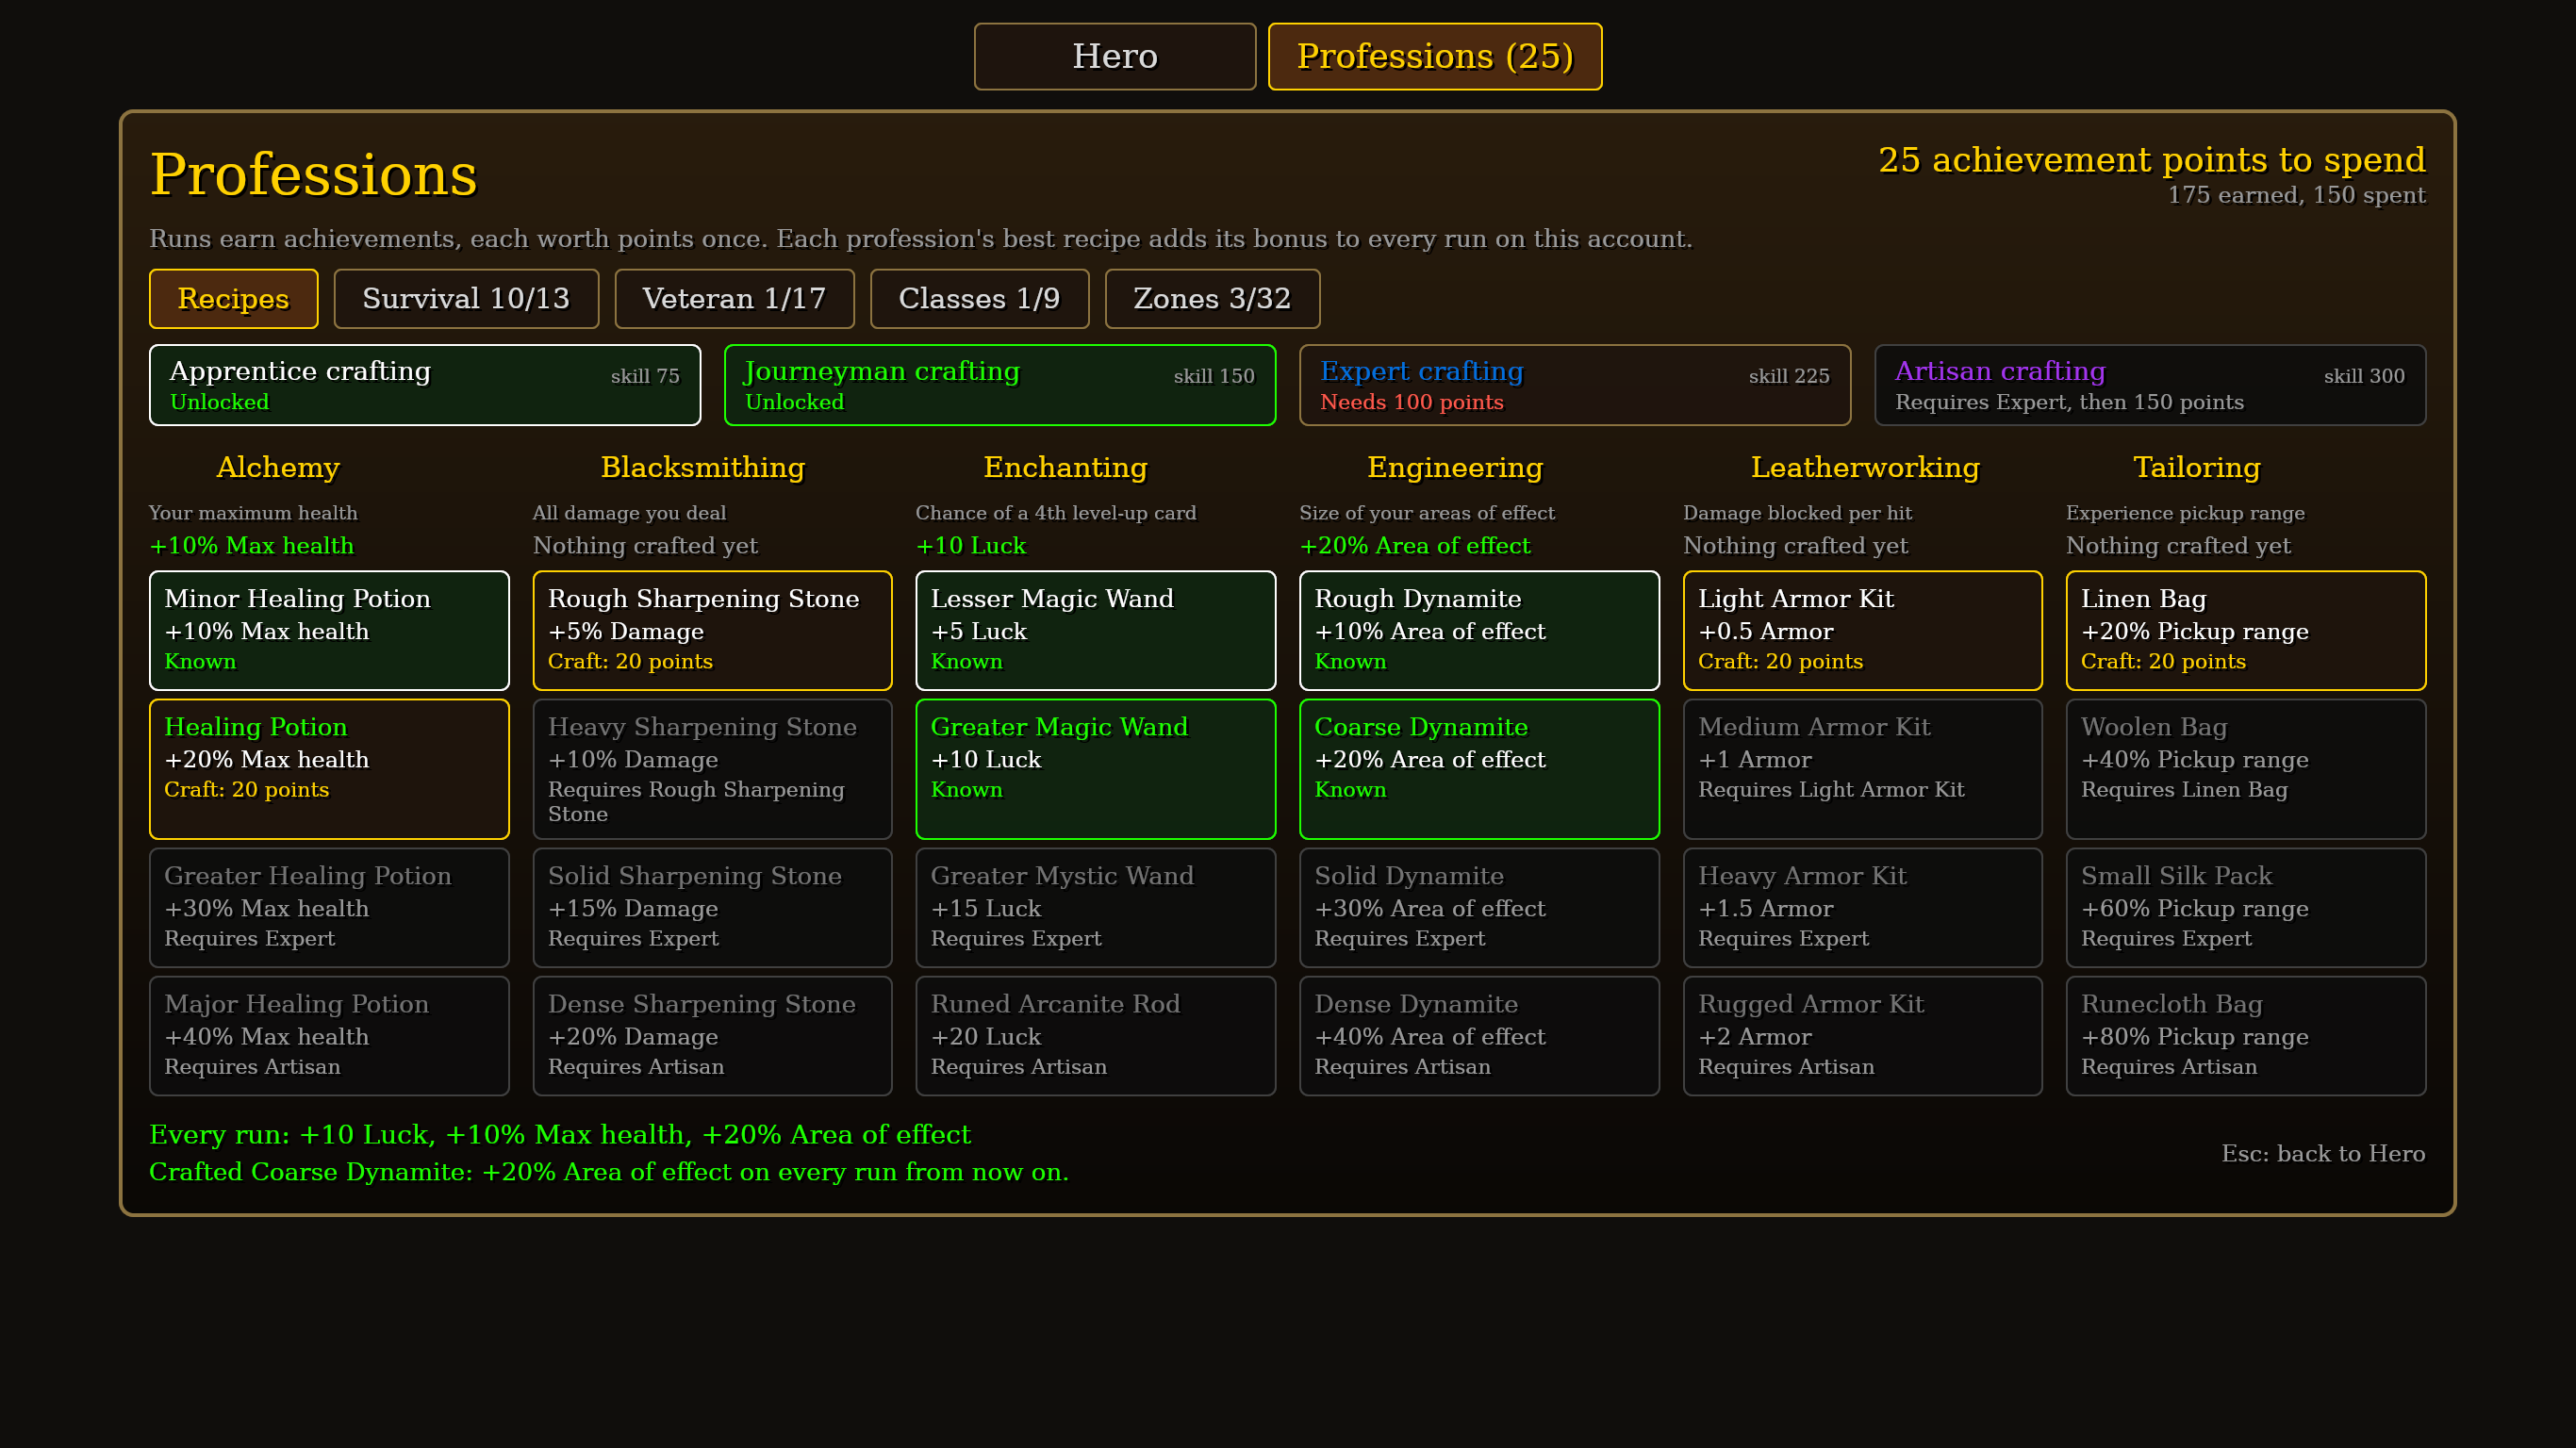 Hero
Professions (25)
Professions
25 achievement points to spend
175 earned, 150 spent
Runs earn achievements, each worth points once. Each profession's best recipe adds its bonus to every run on this account.
Recipes
Survival 10/13
Veteran 1/17
Classes 1/9
Zones 3/32
Apprentice crafting
skill 75
Unlocked
Journeyman crafting
skill 150
Unlocked
Expert crafting
skill 225
Needs 100 points
Artisan crafting
skill 300
Requires Expert, then 150 points
Alchemy
Your maximum health
+10% Max health
Minor Healing Potion
+10% Max health
Known
Healing Potion
+20% Max health
Craft: 20 points
Greater Healing Potion
+30% Max health
Requires Expert
Major Healing Potion
+40% Max health
Requires Artisan
Blacksmithing
All damage you deal
Nothing crafted yet
Rough Sharpening Stone
+5% Damage
Craft: 20 points
Heavy Sharpening Stone
+10% Damage
Requires Rough Sharpening
Stone
Solid Sharpening Stone
+15% Damage
Requires Expert
Dense Sharpening Stone
+20% Damage
Requires Artisan
Enchanting
Chance of a 4th level-up card
+10 Luck
Lesser Magic Wand
+5 Luck
Known
Greater Magic Wand
+10 Luck
Known
Greater Mystic Wand
+15 Luck
Requires Expert
Runed Arcanite Rod
+20 Luck
Requires Artisan
Engineering
Size of your areas of effect
+20% Area of effect
Rough Dynamite
+10% Area of effect
Known
Coarse Dynamite
+20% Area of effect
Known
Solid Dynamite
+30% Area of effect
Requires Expert
Dense Dynamite
+40% Area of effect
Requires Artisan
Leatherworking
Damage blocked per hit
Nothing crafted yet
Light Armor Kit
+0.5 Armor
Craft: 20 points
Medium Armor Kit
+1 Armor
Requires Light Armor Kit
Heavy Armor Kit
+1.5 Armor
Requires Expert
Rugged Armor Kit
+2 Armor
Requires Artisan
Tailoring
Experience pickup range
Nothing crafted yet
Linen Bag
+20% Pickup range
Craft: 20 points
Woolen Bag
+40% Pickup range
Requires Linen Bag
Small Silk Pack
+60% Pickup range
Requires Expert
Runecloth Bag
+80% Pickup range
Requires Artisan
Every run: +10 Luck, +10% Max health, +20% Area of effect
Crafted Coarse Dynamite: +20% Area of effect on every run from now on.
Esc: back to Hero